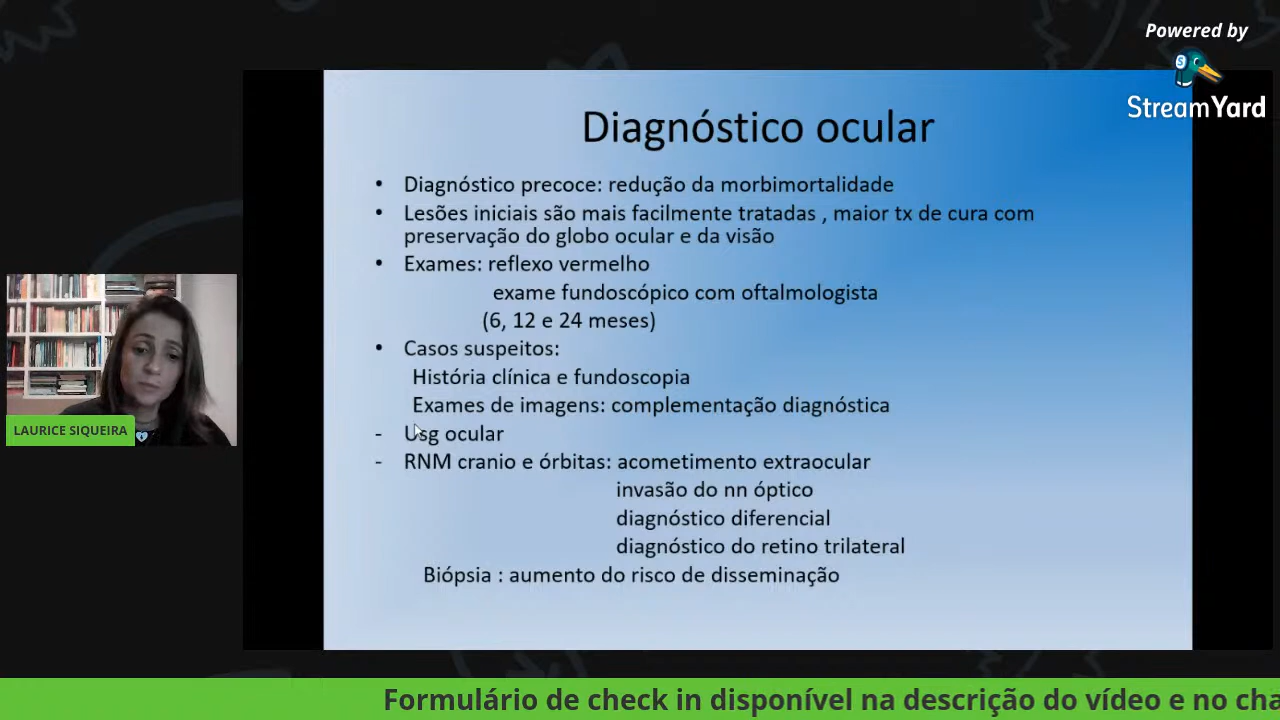 Powered by
StreamYard
Diagnóstico ocular
• Diagnóstico precoce: redução da morbimortalidade
• Lesões iniciais são mais facilmente tratadas , maior tx de cura com
preservação do globo ocular e da visão
• Exames: reflexo vermelho
exame fundoscópico com oftalmologista
(6, 12 e 24 meses)
• Casos suspeitos:
História clínica e fundoscopia
Exames de imagens: complementação diagnóstica
- Usg ocular
- RNM cranio e órbitas: acometimento extraocular
invasão do nn óptico
diagnóstico diferencial
diagnóstico do retino trilateral
Biópsia : aumento do risco de disseminação
LAURICE SIQUEIRA
Formulário de check in disponível na descrição do vídeo e no cha